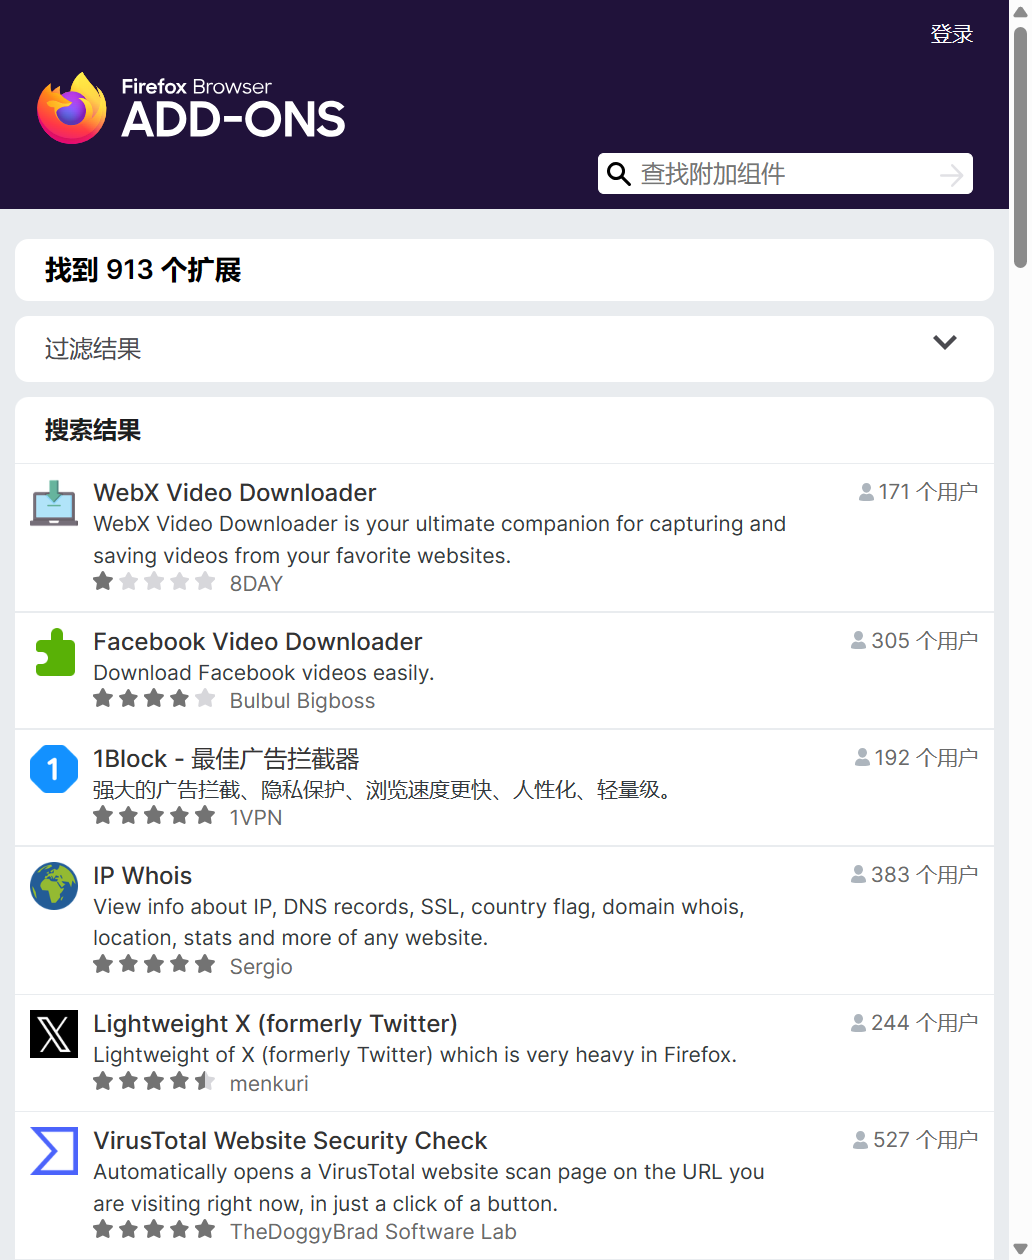 登录
Firefox Browser
ADD-ONS
查找附加组件
找到 913 个扩展
过滤结果
搜索结果
WebX Video Downloader
171 个用户
WebX Video Downloader is your ultimate companion for capturing and
saving videos from your favorite websites.
8DAY
Facebook Video Downloader
305 个用户
Download Facebook videos easily.
Bulbul Bigboss
1
1Block - 最佳广告拦截器
192 个用户
强大的广告拦截、隐私保护、浏览速度更快、人性化、轻量级。
1VPN
IP Whois
383 个用户
View info about IP, DNS records, SSL, country flag, domain whois,
location, stats and more of any website.
Sergio
X
Lightweight X (formerly Twitter)
244 个用户
Lightweight of X (formerly Twitter) which is very heavy in Firefox.
menkuri
VirusTotal Website Security Check
527 个用户
Automatically opens a VirusTotal website scan page on the URL you
are visiting right now, in just a click of a button.
TheDoggyBrad Software Lab